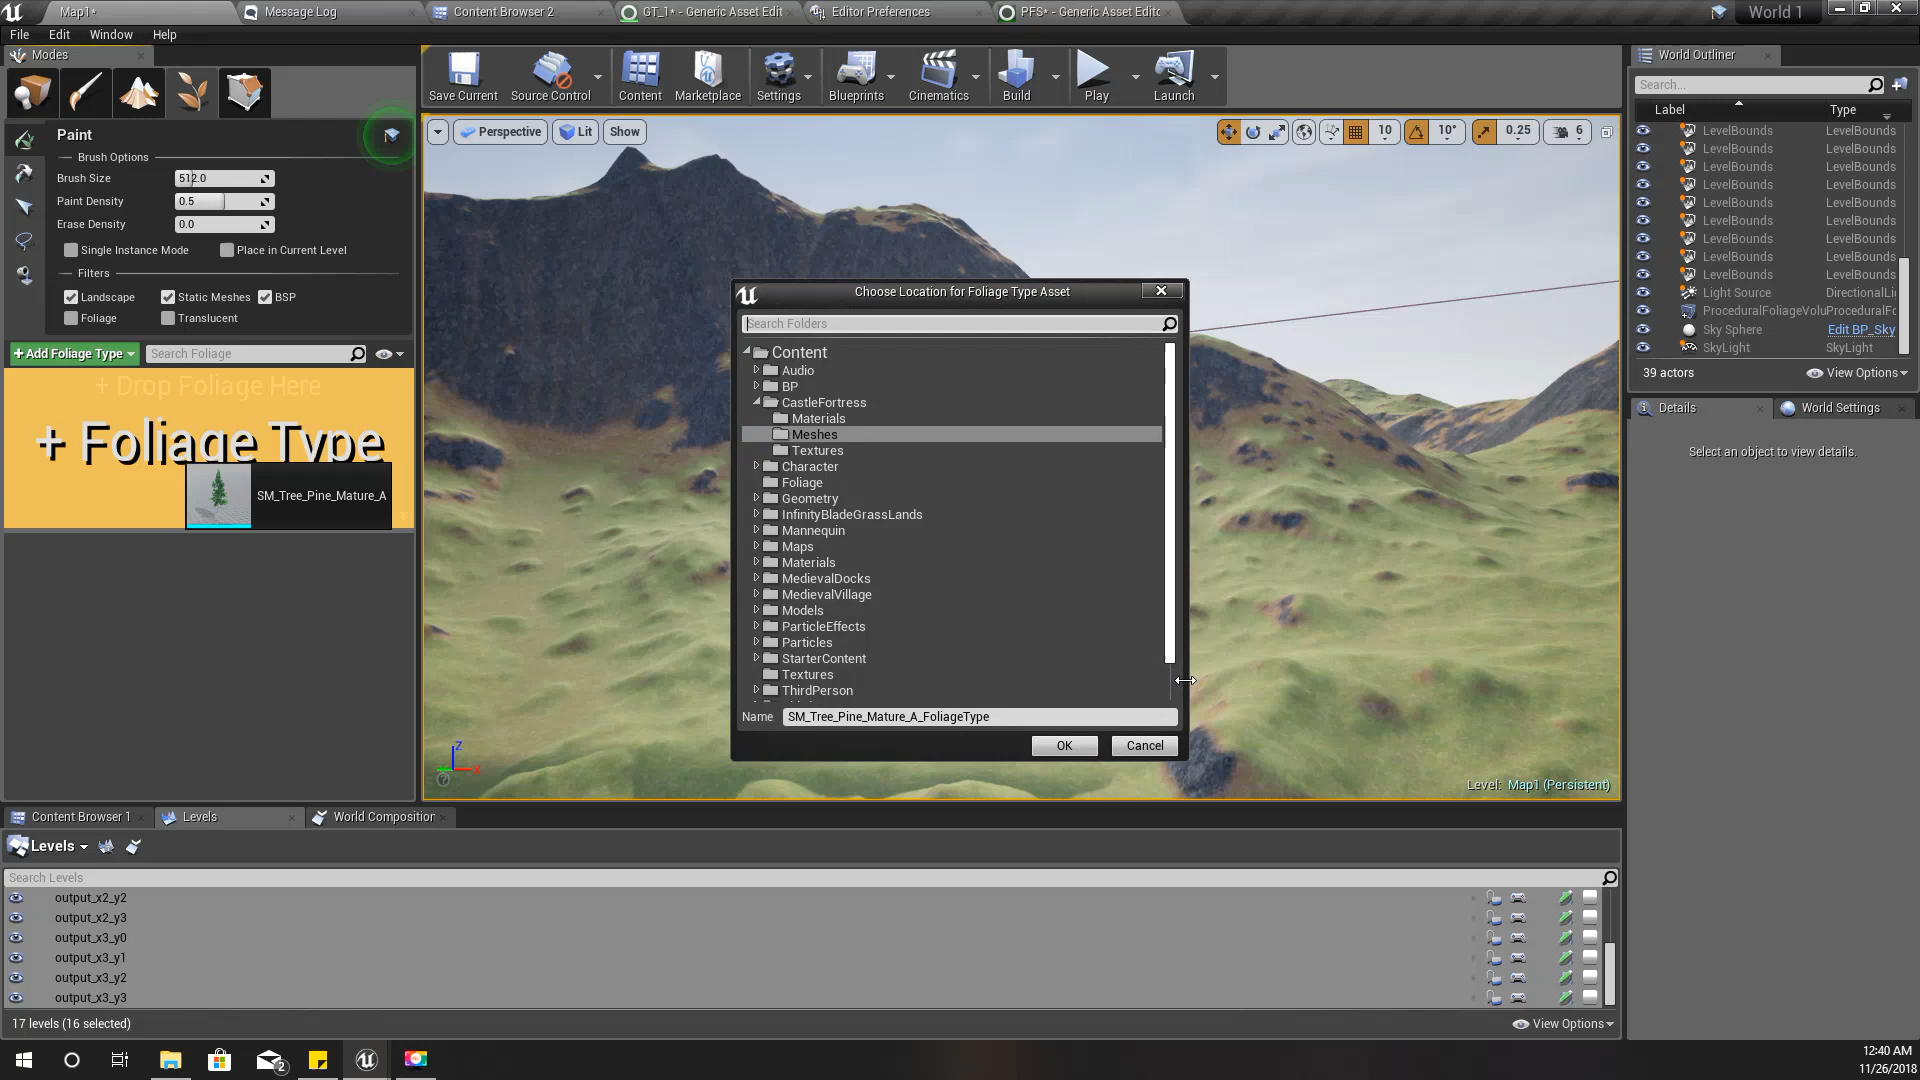 Map1*
Message Log
Content Browser 2
GT_1* - Generic Asset Edit
Editor Preferences
PFS* - Generic Asset Edito
World 1
File Edit Window Help
Modes
Save Current
Source Control
Content
Marketplace
Settings
Blueprints
Cinematics
Build
Play
Launch
Paint
Brush Options
Brush Size 512.0
Paint Density 0.5
Erase Density 0.0
Single Instance Mode Place in Current Level
Filters
Landscape Static Meshes BSP
Foliage Translucent
+ Add Foliage Type Search Foliage
+ Drop Foliage Here
+ Foliage Type
SM_Tree_Pine_Mature_A
Perspective Lit Show
10 10° 0.25 6
Choose Location for Foliage Type Asset
Search Folders
Content
Audio
BP
CastleFortress
Materials
Meshes
Textures
Character
Foliage
Geometry
InfinityBladeGrassLands
Mannequin
Maps
Materials
MedievalDocks
MedievalVillage
Models
ParticleEffects
Particles
StarterContent
Textures
ThirdPerson
Name SM_Tree_Pine_Mature_A_FoliageType
OK Cancel
Z
X
Level: Map1 (Persistent)
World Outliner
Search...
Label Type
LevelBounds LevelBounds
LevelBounds LevelBounds
LevelBounds LevelBounds
LevelBounds LevelBounds
LevelBounds LevelBounds
LevelBounds LevelBounds
LevelBounds LevelBounds
LevelBounds LevelBounds
LevelBounds LevelBounds
Light Source DirectionalLi
ProceduralFoliageVolu ProceduralFo
Sky Sphere Edit BP_Sky
SkyLight SkyLight
39 actors View Options
Details World Settings
Select an object to view details.
Content Browser 1
Levels
World Composition
Levels
Search Levels
output_x2_y2
output_x2_y3
output_x3_y0
output_x3_y1
output_x3_y2
output_x3_y3
17 levels (16 selected) View Options
2
12:40 AM
11/26/2018